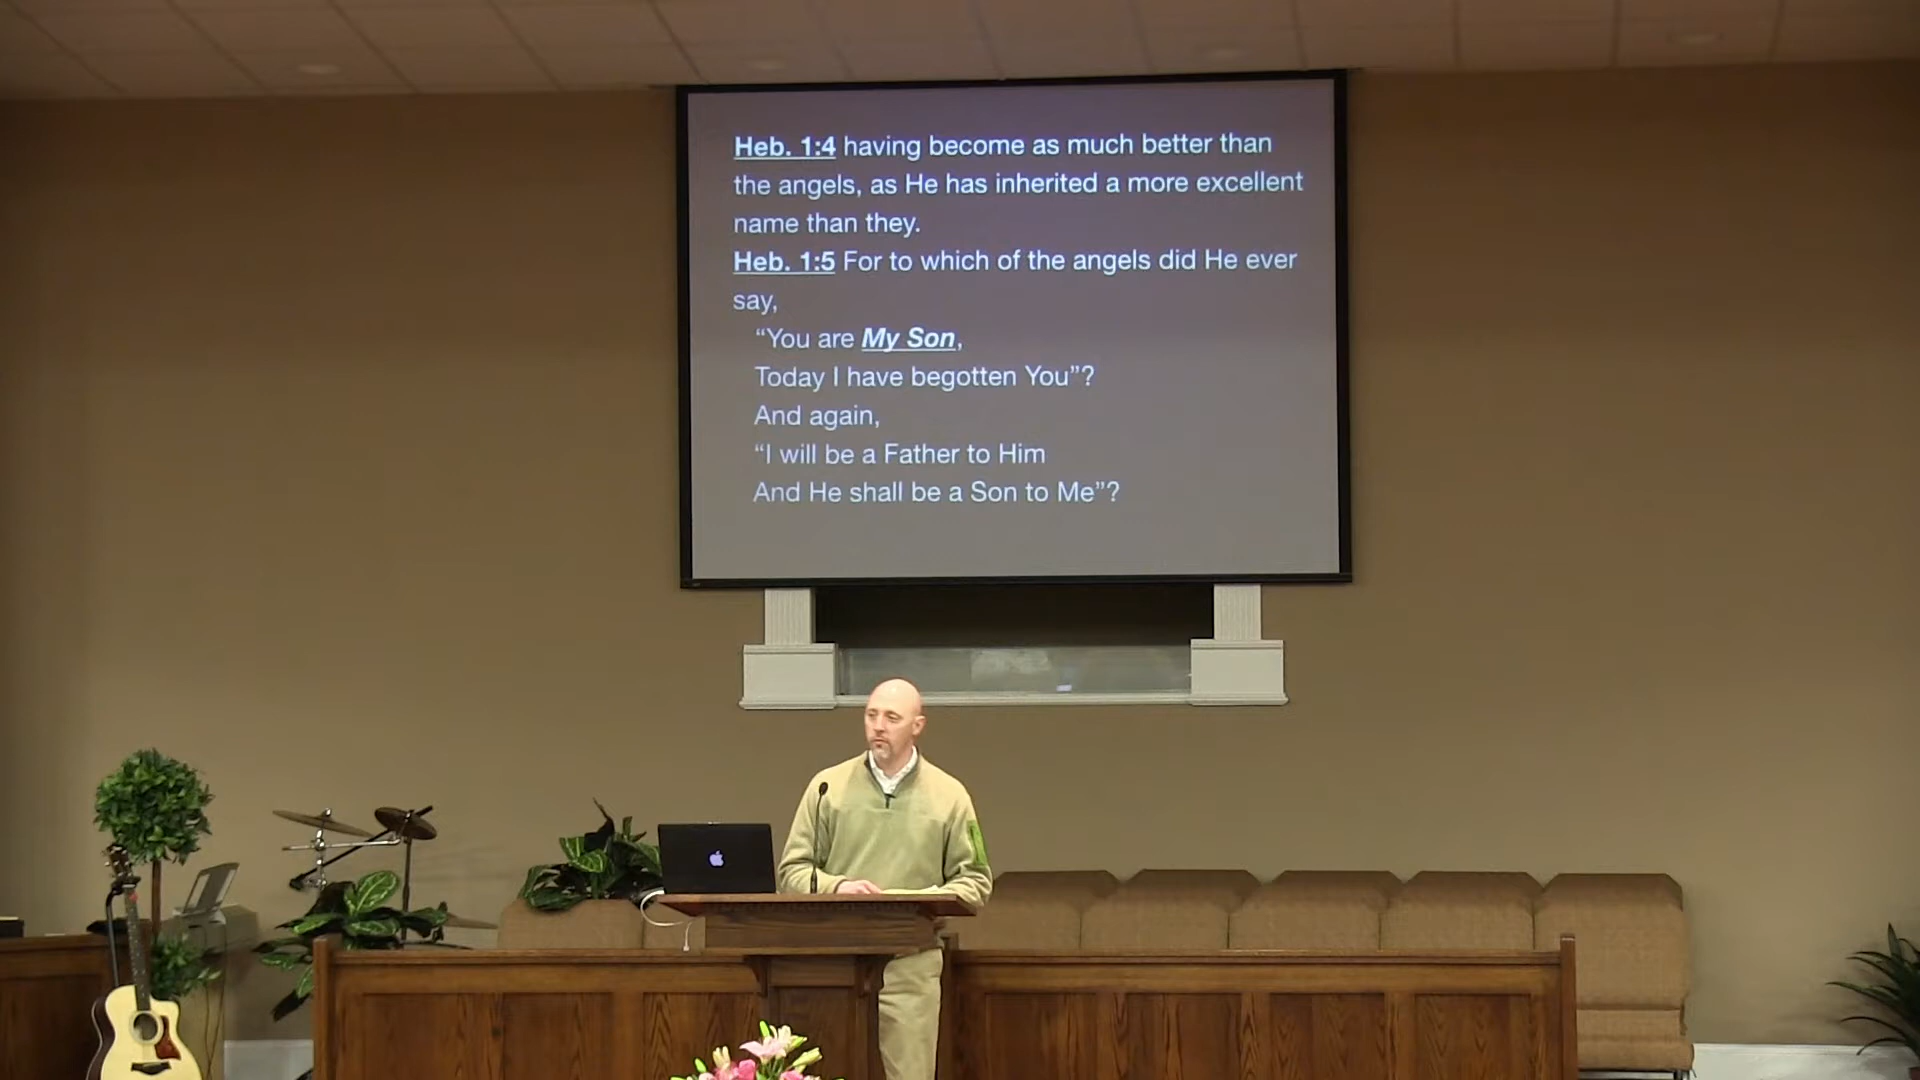 Heb. 1:4 having become as much better than
the angels, as He has inherited a more excellent
name than they.
Heb. 1:5 For to which of the angels did He ever
say,
“You are My Son,
Today I have begotten You”?
And again,
“I will be a Father to Him
And He shall be a Son to Me”?